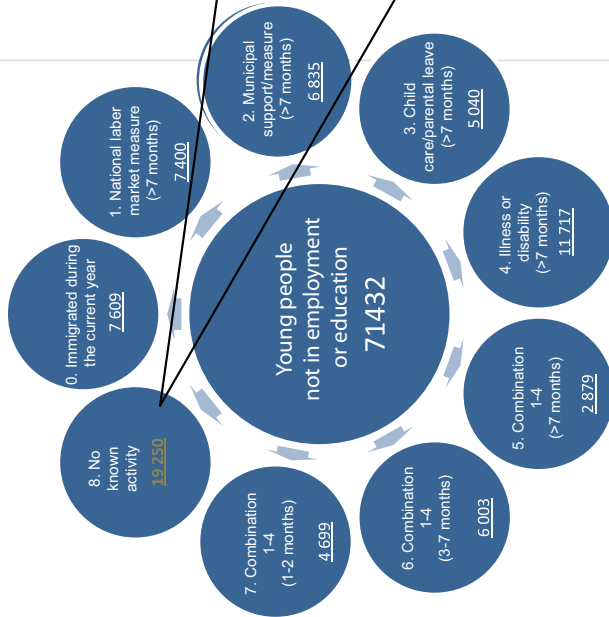 Young people
not in employment
or education
71432
0. Immigrated during
the current year
7 609
1. National laber
market measure
(>7 months)
7 400
2. Municipal
support/measure
(>7 months)
6 835
3. Child
care/parental leave
(>7 months)
5 040
4. Illness or
disability
(>7 months)
11 717
5. Combination
1-4
(>7 months)
2 879
6. Combination
1-4
(3-7 months)
6 003
7. Combination
1-4
(1-2 months)
4 699
8. No
known
activity
19 250